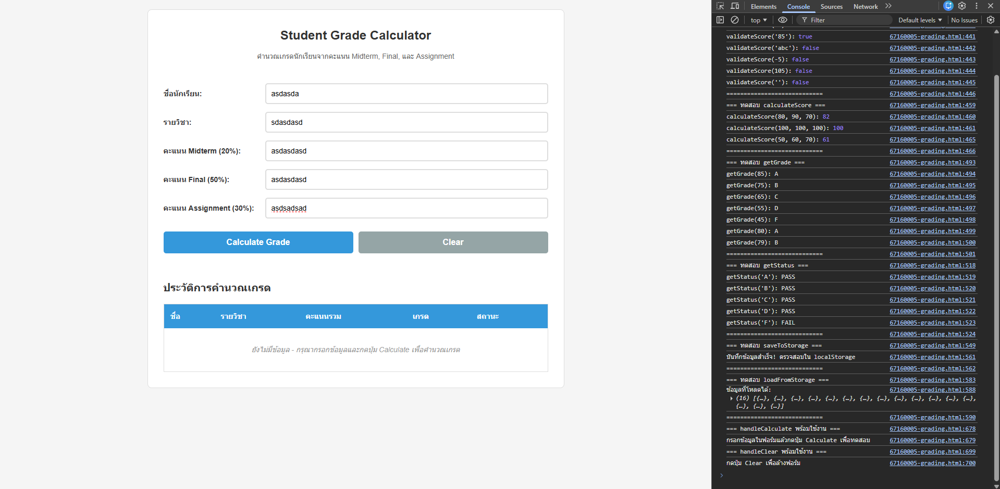 Student Grade Calculator
คำนวณเกรดนักเรียนจากคะแนน Midterm, Final, และ Assignment
ชื่อนักเรียน:
asdasda
รายวิชา:
sdasdasd
คะแนน Midterm (20%):
asdasdasd
คะแนน Final (50%):
asdasdasd
คะแนน Assignment (30%):
asdsadsad
Calculate Grade
Clear
ประวัติการคำนวณเกรด
ชื่อ รายวิชา คะแนนรวม เกรด สถานะ
ยังไม่มีข้อมูล - กรุณากรอกข้อมูลและกดปุ่ม Calculate เพื่อคำนวณเกรด
Elements Console Sources Network
top Filter Default levels No Issues
validateScore('85'): true 67160005-grading.html:441
validateScore('abc'): false 67160005-grading.html:442
validateScore(-5): false 67160005-grading.html:443
validateScore(105): false 67160005-grading.html:444
validateScore(''): false 67160005-grading.html:445
============================ 67160005-grading.html:446
=== ทดสอบ calculateScore === 67160005-grading.html:459
calculateScore(80, 90, 70): 82 67160005-grading.html:460
calculateScore(100, 100, 100): 100 67160005-grading.html:461
calculateScore(50, 60, 70): 61 67160005-grading.html:465
============================ 67160005-grading.html:466
=== ทดสอบ getGrade === 67160005-grading.html:493
getGrade(85): A 67160005-grading.html:494
getGrade(75): B 67160005-grading.html:495
getGrade(65): C 67160005-grading.html:496
getGrade(55): D 67160005-grading.html:497
getGrade(45): F 67160005-grading.html:498
getGrade(80): A 67160005-grading.html:499
getGrade(79): B 67160005-grading.html:500
============================ 67160005-grading.html:501
=== ทดสอบ getStatus === 67160005-grading.html:518
getStatus('A'): PASS 67160005-grading.html:519
getStatus('B'): PASS 67160005-grading.html:520
getStatus('C'): PASS 67160005-grading.html:521
getStatus('D'): PASS 67160005-grading.html:522
getStatus('F'): FAIL 67160005-grading.html:523
============================ 67160005-grading.html:524
=== ทดสอบ saveToStorage === 67160005-grading.html:549
บันทึกข้อมูลสำเร็จ! ตรวจสอบใน localStorage 67160005-grading.html:561
============================ 67160005-grading.html:562
=== ทดสอบ loadFromStorage === 67160005-grading.html:583
ข้อมูลที่โหลดได้: 67160005-grading.html:588
(16) [{…}, {…}, {…}, {…}, {…}, {…}, {…}, {…}, {…}, {…}, {…}, {…}, {…},
{…}, {…}, {…}]
============================ 67160005-grading.html:590
=== handleCalculate พร้อมใช้งาน === 67160005-grading.html:678
กรอกข้อมูลในฟอร์มแล้วกดปุ่ม Calculate เพื่อทดสอบ 67160005-grading.html:679
=== handleClear พร้อมใช้งาน === 67160005-grading.html:699
กดปุ่ม Clear เพื่อล้างฟอร์ม 67160005-grading.html:700